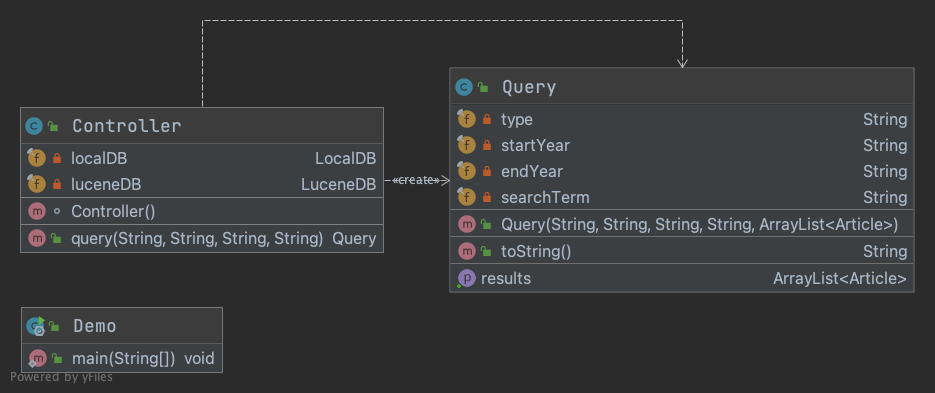 Query
type String
startYear String
endYear String
searchTerm String
Query(String, String, String, String, ArrayList<Article>)
toString() String
results ArrayList<Article>
Controller
localDB LocalDB
luceneDB LuceneDB
Controller()
query(String, String, String, String) Query
«create»
Demo
main(String[]) void
Powered by yFiles